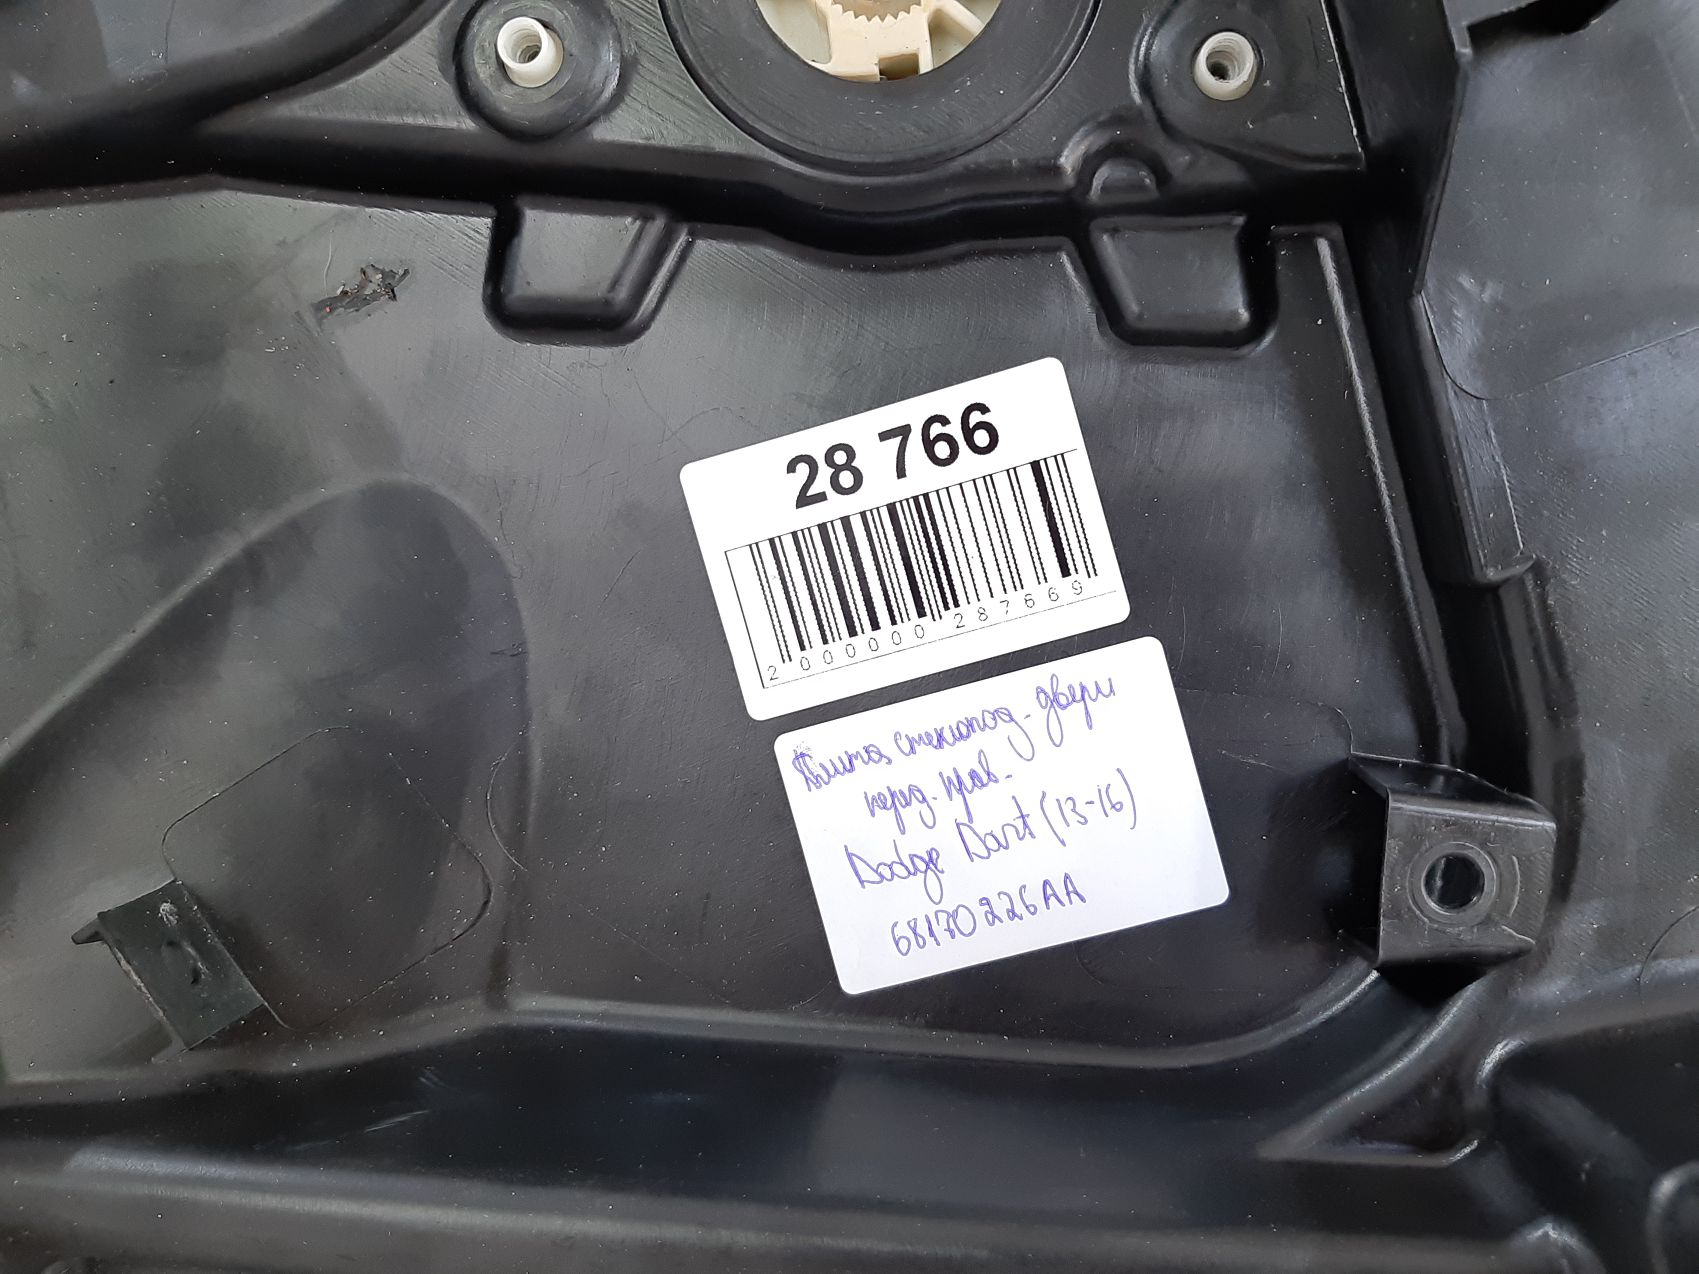 28 766
2 000000 287669
Плита стеклопод. двери
перед. прав.
Dodge Dart (13-16)
68170226AA